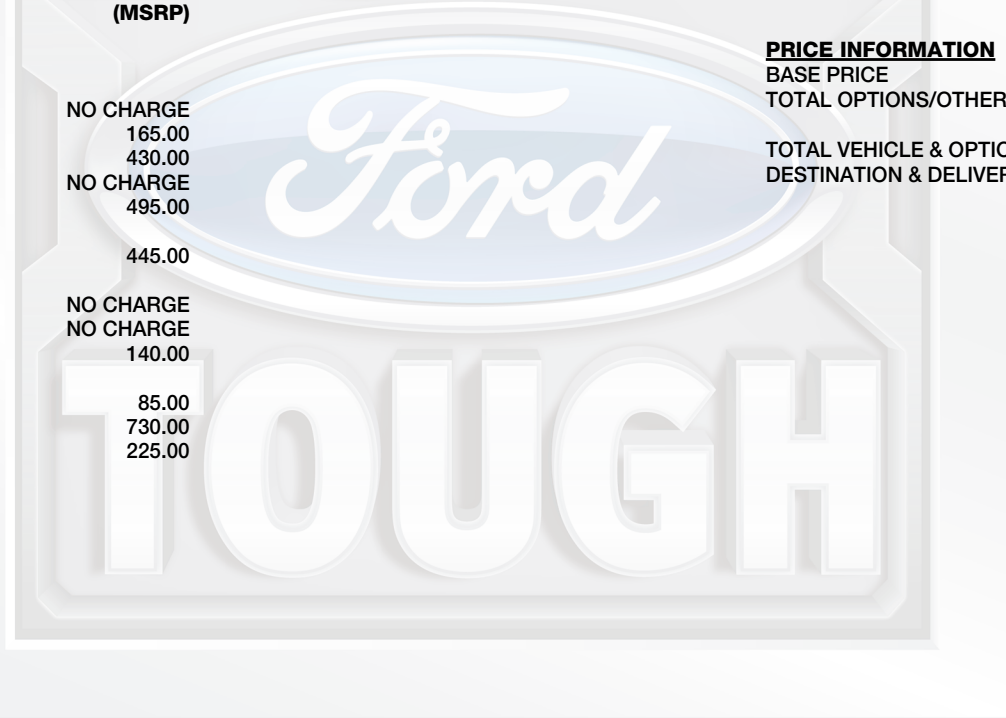 (MSRP)
NO CHARGE
165.00
430.00
NO CHARGE
495.00
445.00
NO CHARGE
NO CHARGE
140.00
85.00
730.00
225.00
PRICE INFORMATION
BASE PRICE
TOTAL OPTIONS/OTHER
TOTAL VEHICLE & OPTIO
DESTINATION & DELIVER
Ford
TOUGH